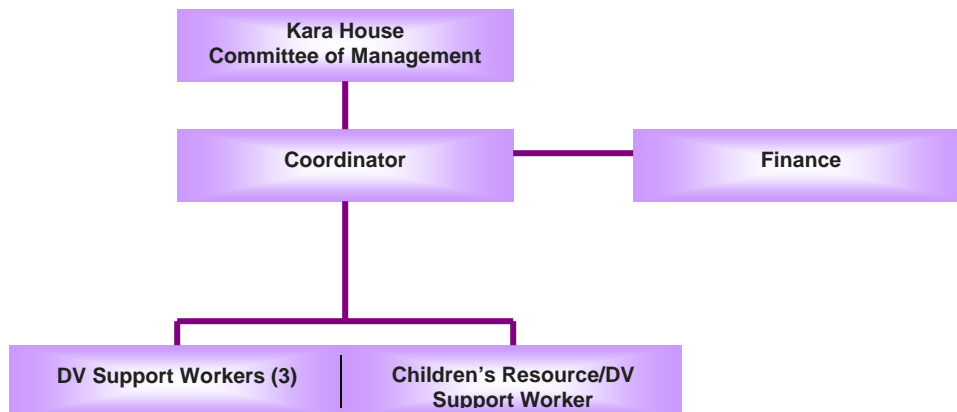 Kara House
Committee of Management
Coordinator
Finance
DV Support Workers (3)
Children's Resource/DV
Support Worker